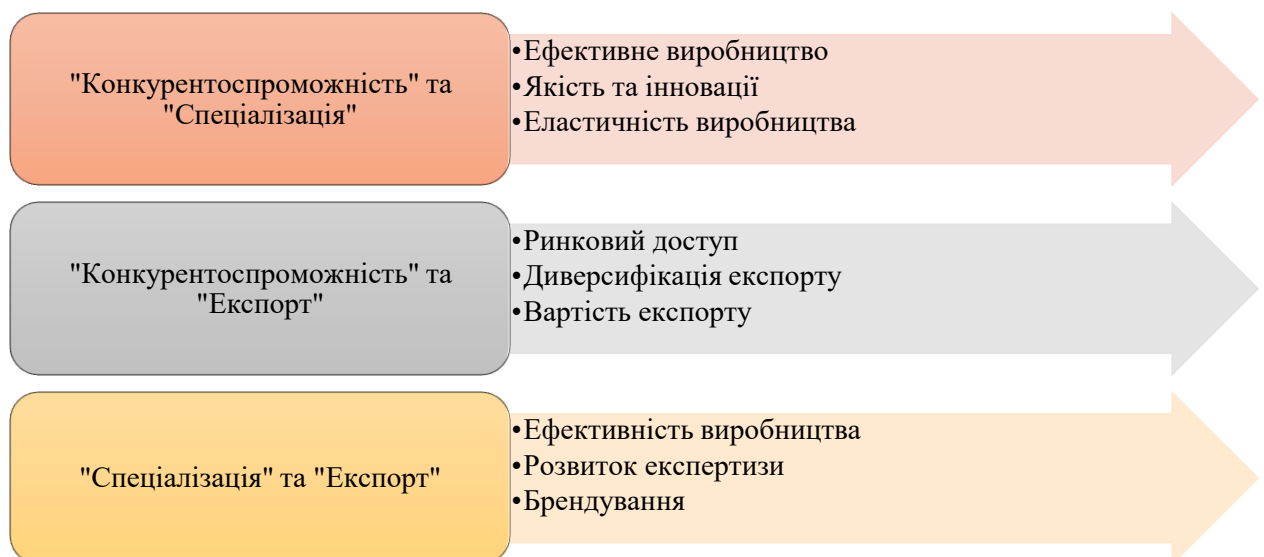 "Конкурентоспроможність" та
"Спеціалізація"
•Ефективне виробництво
•Якість та інновації
•Еластичність виробництва
"Конкурентоспроможність" та
"Експорт"
•Ринковий доступ
•Диверсифікація експорту
•Вартість експорту
"Спеціалізація" та "Експорт"
•Ефективність виробництва
•Розвиток експертизи
•Брендування